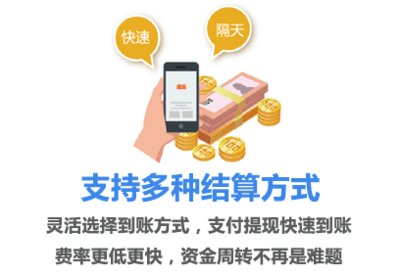 快速
隔天
支持多种结算方式
灵活选择到账方式，支付提现快速到账
费率更低更快，资金周转不再是难题